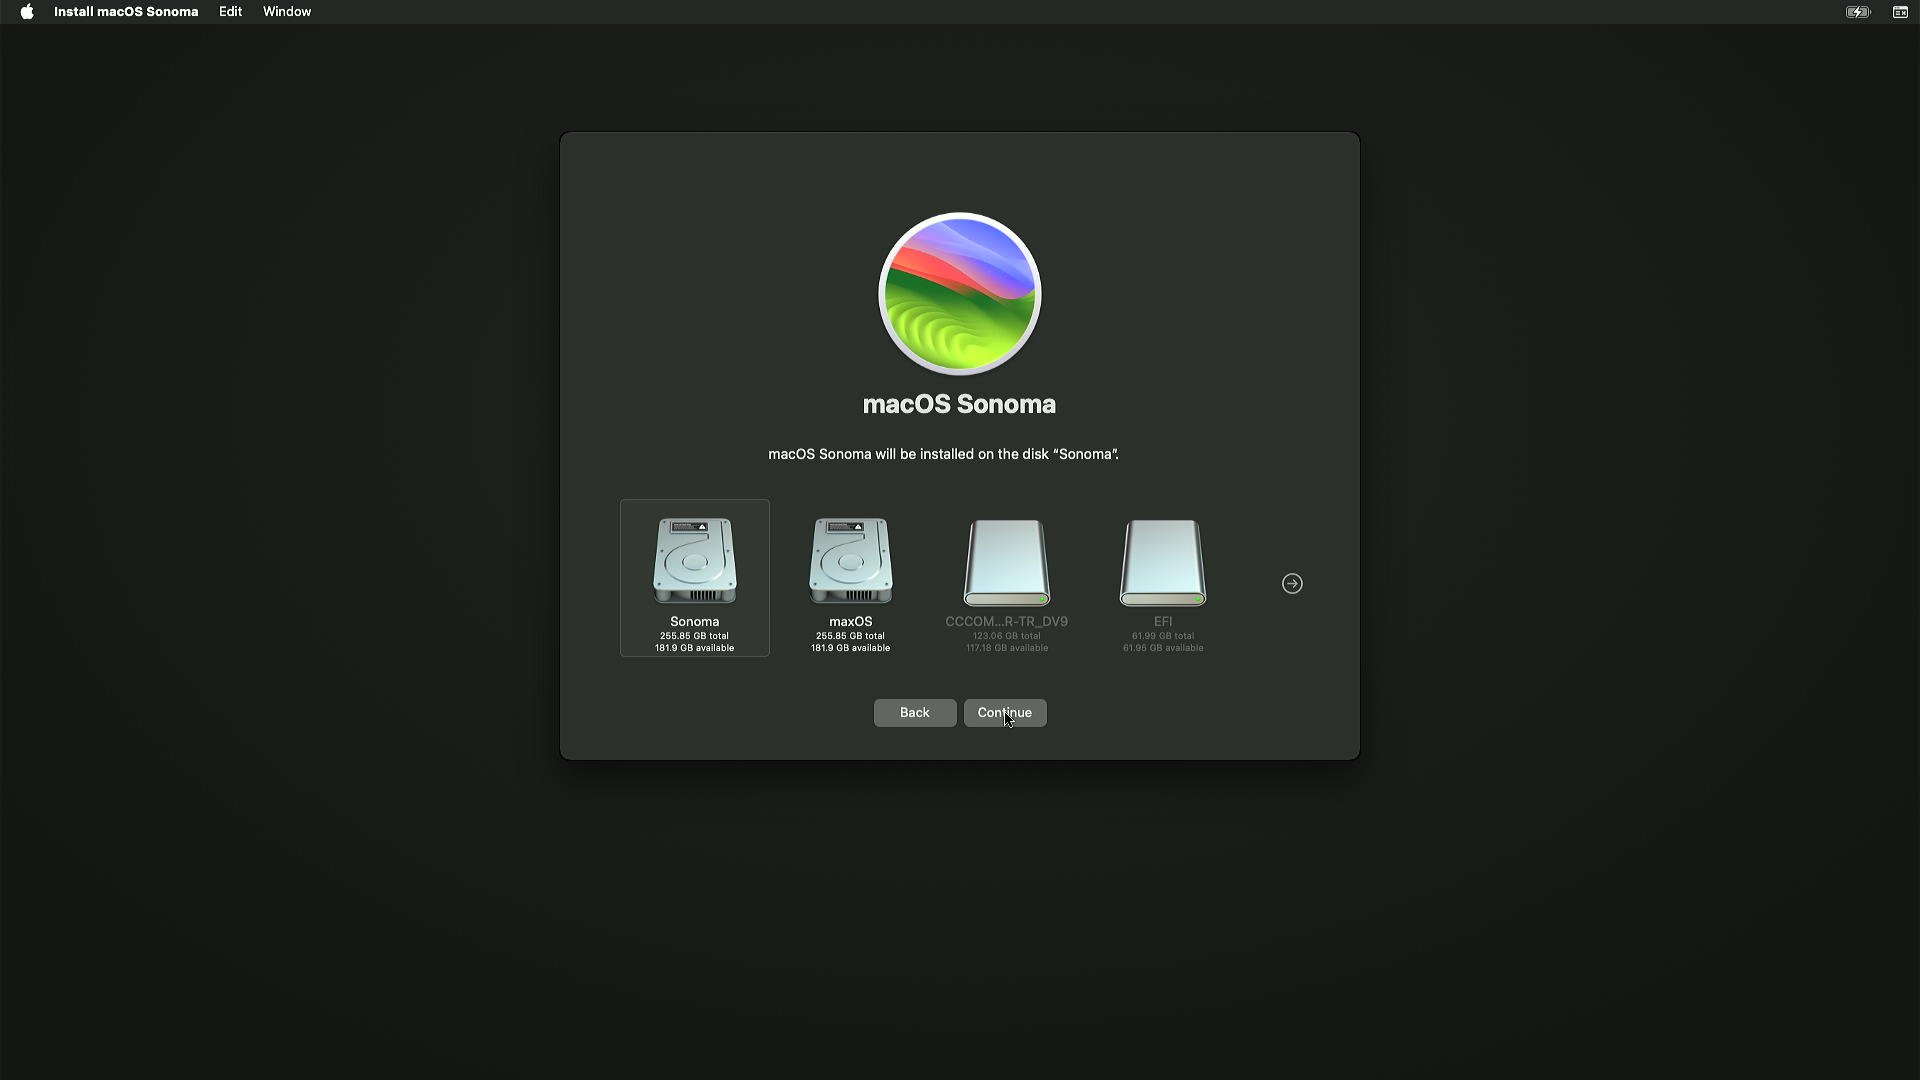 Install macOS Sonoma Edit Window
macOS Sonoma
macOS Sonoma will be installed on the disk “Sonoma”.
Sonoma
255.85 GB total
181.9 GB available
maxOS
255.85 GB total
181.9 GB available
CCCOM...R-TR_DV9
123.06 GB total
117.18 GB available
EFI
61.99 GB total
61.95 GB available
Back
Continue